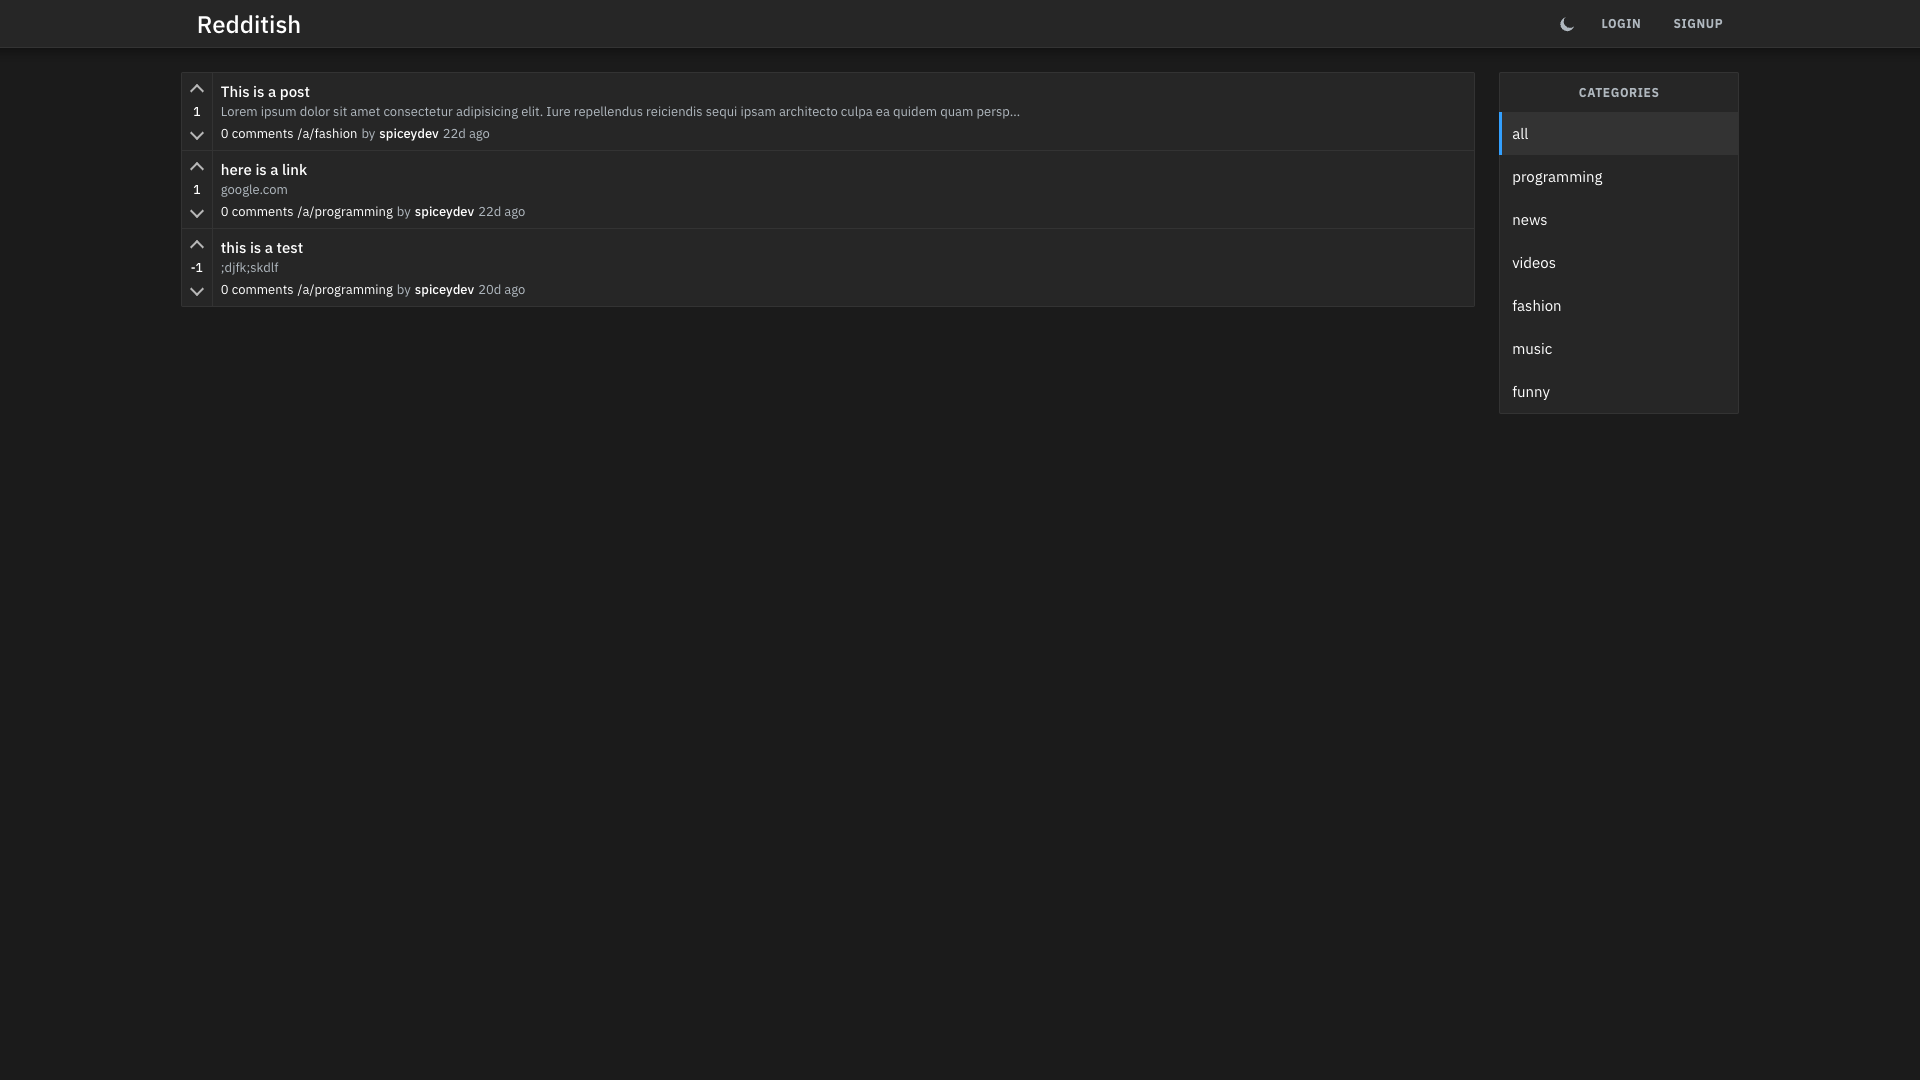 Redditish
LOGIN SIGNUP
This is a post
1
Lorem ipsum dolor sit amet consectetur adipisicing elit. Iure repellendus reiciendis sequi ipsam architecto culpa ea quidem quam persp...
0 comments /a/fashion by spiceydev 22d ago
here is a link
1
google.com
0 comments /a/programming by spiceydev 22d ago
this is a test
-1
;djfk;skdlf
0 comments /a/programming by spiceydev 20d ago
CATEGORIES
all
programming
news
videos
fashion
music
funny